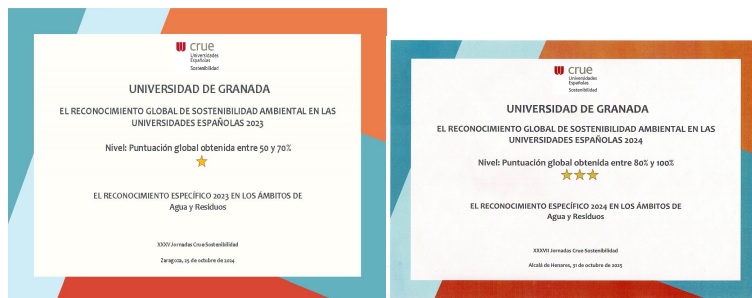 crue
Universidades
Españolas
Sostenibilidad
UNIVERSIDAD DE GRANADA
EL RECONOCIMIENTO GLOBAL DE SOSTENIBILIDAD AMBIENTAL EN LAS
UNIVERSIDADES ESPAÑOLAS 2023
Nivel: Puntuación global obtenida entre 50 y 70%
EL RECONOCIMIENTO ESPECÍFICO 2023 EN LOS ÁMBITOS DE
Agua y Residuos
XXXV Jornadas Crue-Sostenibilidad
Zaragoza, 25 de octubre de 2024
crue
Universidades
Españolas
Sostenibilidad
UNIVERSIDAD DE GRANADA
EL RECONOCIMIENTO GLOBAL DE SOSTENIBILIDAD AMBIENTAL EN LAS
UNIVERSIDADES ESPAÑOLAS 2024
Nivel: Puntuación global obtenida entre 80% y 100%
EL RECONOCIMIENTO ESPECÍFICO 2024 EN LOS ÁMBITOS DE
Agua y Residuos
XXXVII Jornadas Crue-Sostenibilidad
Alcalá de Henares, 31 de octubre de 2025